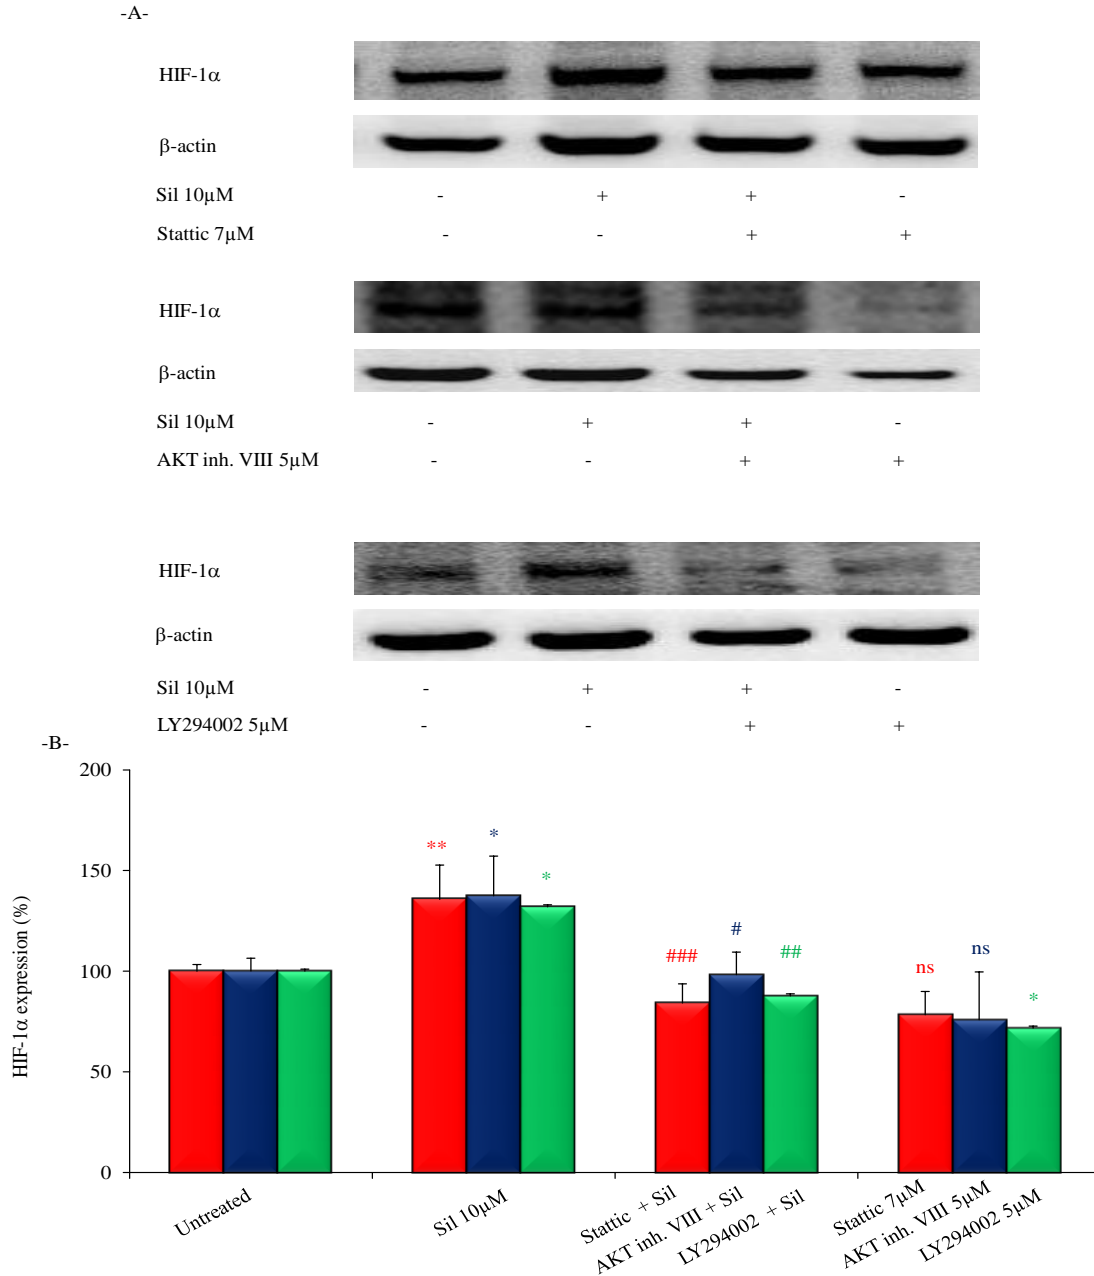 -A-
HIF-1α
β-actin
Sil 10µM - + + -
Stattic 7µM - - + +
HIF-1α
β-actin
Sil 10µM - + + -
AKT inh. VIII 5µM - - + +
HIF-1α
β-actin
Sil 10µM - + + -
LY294002 5µM - - + +
-B-
HIF-1α expression (%)
200
150
100
50
0
** * *
### # ##
ns ns *
Untreated
Sil 10µM
Stattic + Sil
AKT inh. VIII + Sil
LY294002 + Sil
Stattic 7µM
AKT inh. VIII 5µM
LY294002 5µM